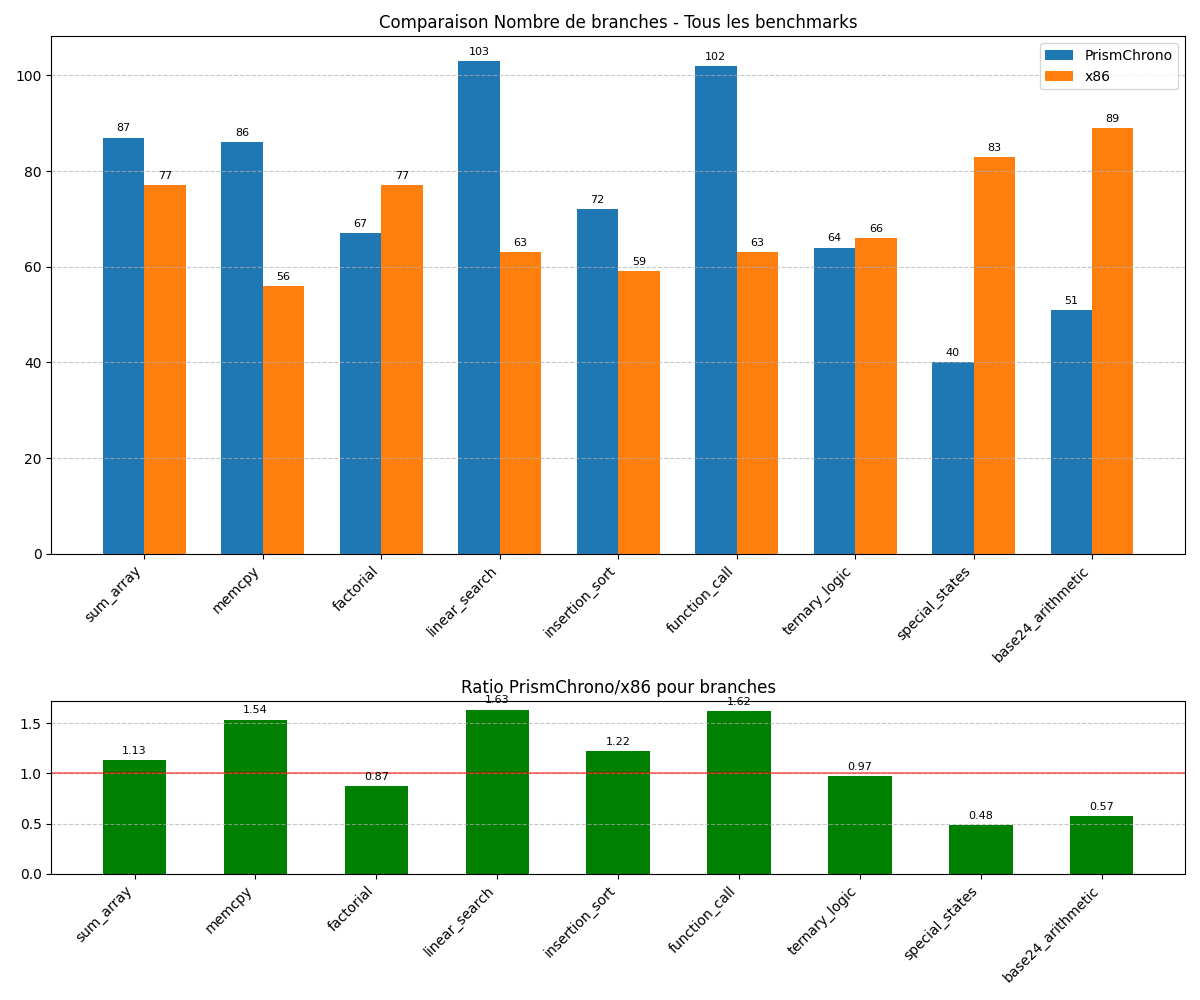 Comparaison Nombre de branches - Tous les benchmarks
PrismChrono
x86
100
80
60
40
20
0
87
77
86
56
67
77
103
63
72
59
102
63
64
66
40
83
51
89
sum_array
memcpy
factorial
linear_search
insertion_sort
function_call
ternary_logic
special_states
base24_arithmetic
Ratio PrismChrono/x86 pour branches
1.5
1.0
0.5
0.0
1.13
1.54
0.87
1.63
1.22
1.62
0.97
0.48
0.57
sum_array
memcpy
factorial
linear_search
insertion_sort
function_call
ternary_logic
special_states
base24_arithmetic